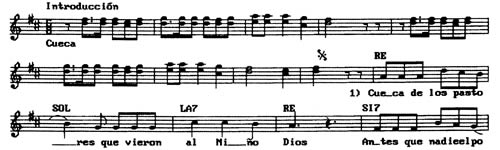 Introducción
Cueca
RE
1) Cue_ca de los pasto
SOL LA7 RE SI7
___res que vieron al Ni___ño Dios An_tes que nadieelpo